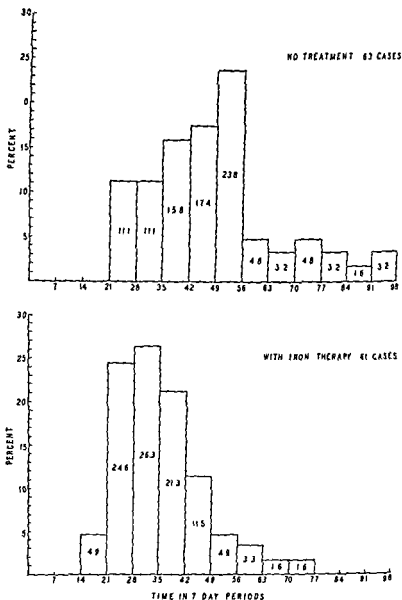 30
NO TREATMENT 63 CASES
25
0
PERCENT
15
10
5
11.1 11.1 15.8 17.4 23.8 4.8 3.2 4.8 3.2 1.6 3.2
7 14 21 28 35 42 49 56 63 70 77 84 91 98
30
WITH IRON THERAPY 61 CASES
25
20
PERCENT
15
10
5
4.9 24.6 26.3 21.3 11.5 4.9 3.3 1.6 1.6
7 14 21 28 35 42 49 56 63 70 77 84 91 98
TIME IN 7 DAY PERIODS